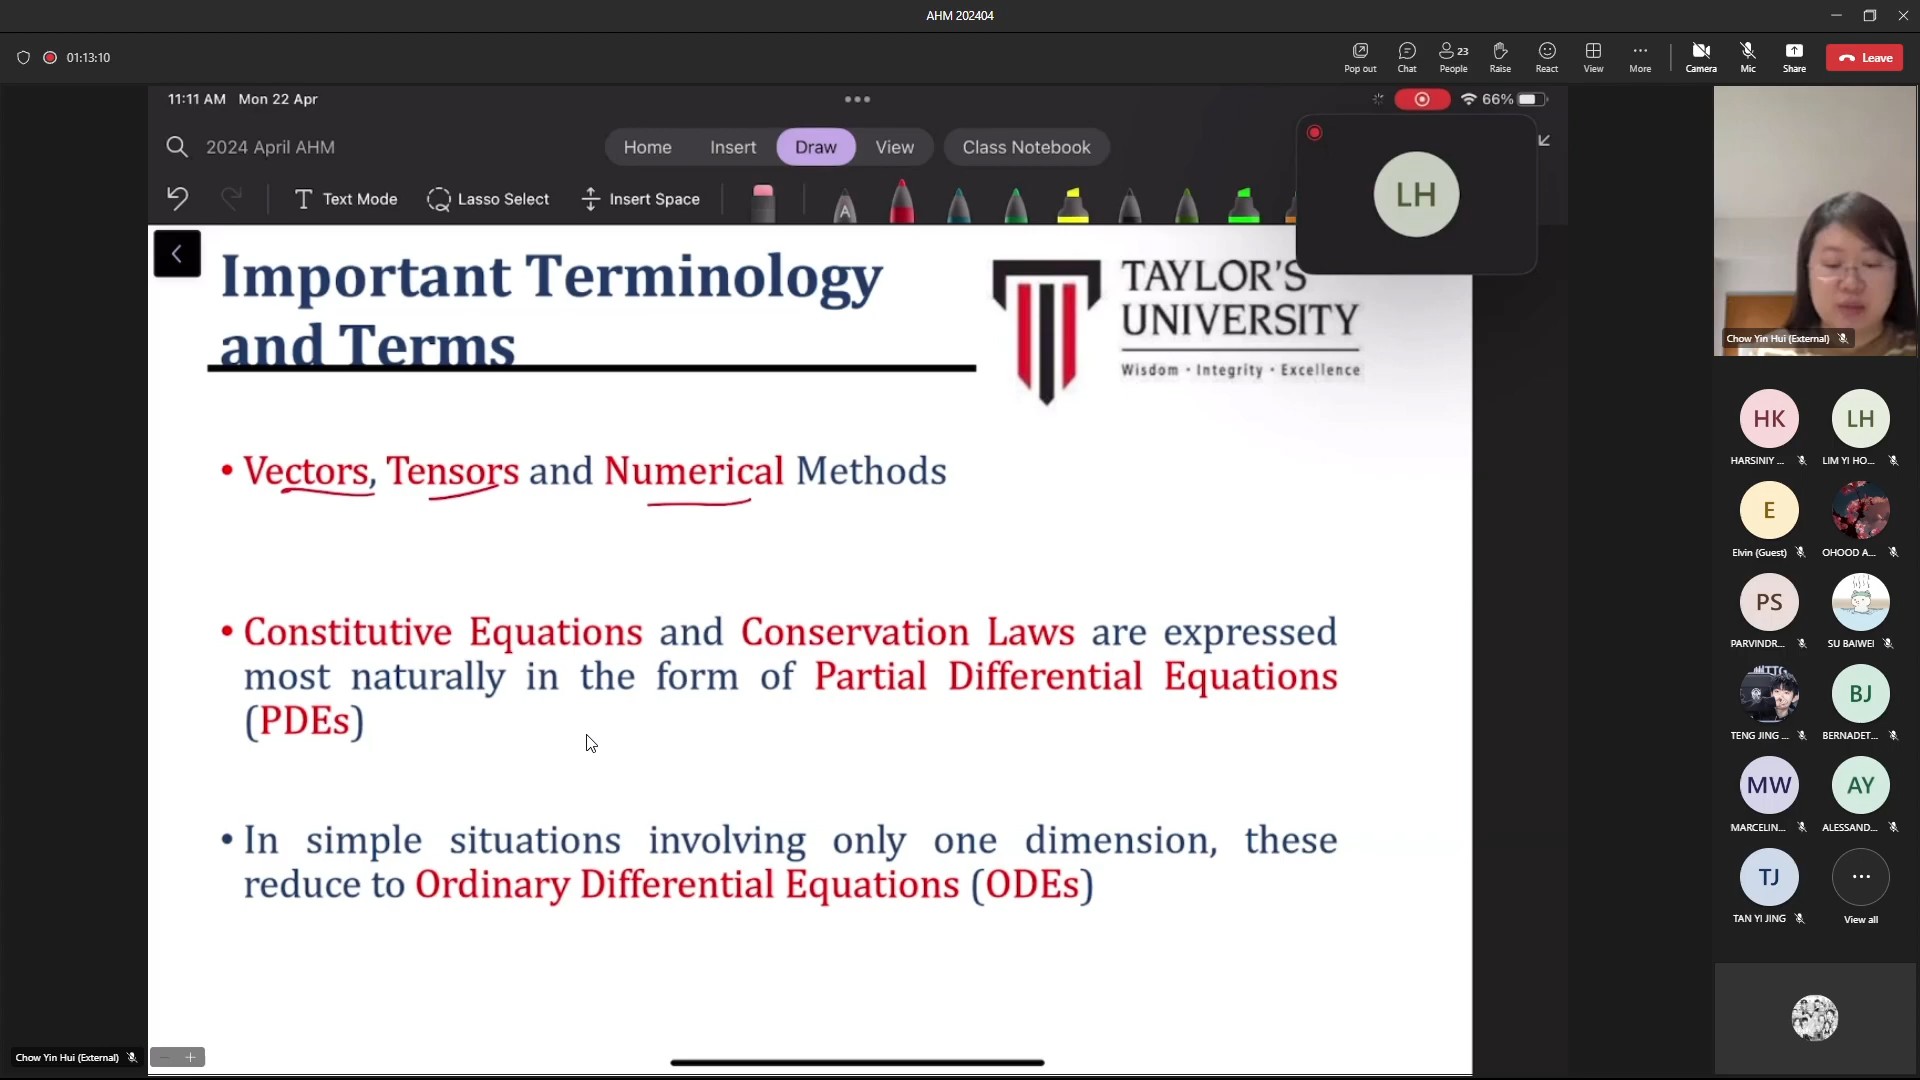 AHM 202404
01:13:10
Pop out
Chat
23
People
Raise
React
View
More
Camera
Mic
Share
Leave
11:11 AM Mon 22 Apr
66%
2024 April AHM
Home
Insert
Draw
View
Class Notebook
Text Mode
Lasso Select
Insert Space
A
LH
Important Terminology
and Terms
TAYLOR'S
UNIVERSITY
Wisdom · Integrity · Excellence
• Vectors, Tensors and Numerical Methods
• Constitutive Equations and Conservation Laws are expressed
most naturally in the form of Partial Differential Equations
(PDEs)
• In simple situations involving only one dimension, these
reduce to Ordinary Differential Equations (ODEs)
Chow Yin Hui (External)
HK
LH
HARSINIY ...
LIM YI HO...
E
Elvin (Guest)
OHOOD A...
PS
PARVINDR...
SU BAIWEI
BJ
TENG JING ...
BERNADET...
MW
AY
MARCELIN...
ALESSAND...
TJ
TAN YI JING
View all
Chow Yin Hui (External)